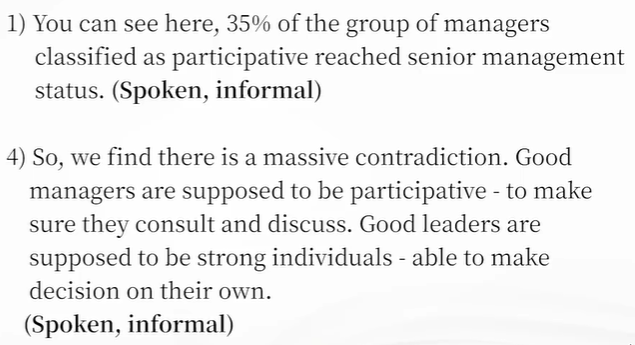 1) You can see here, 35% of the group of managers
classified as participative reached senior management
status. (Spoken, informal)
4) So, we find there is a massive contradiction. Good
managers are supposed to be participative - to make
sure they consult and discuss. Good leaders are
supposed to be strong individuals - able to make
decision on their own.
(Spoken, informal)